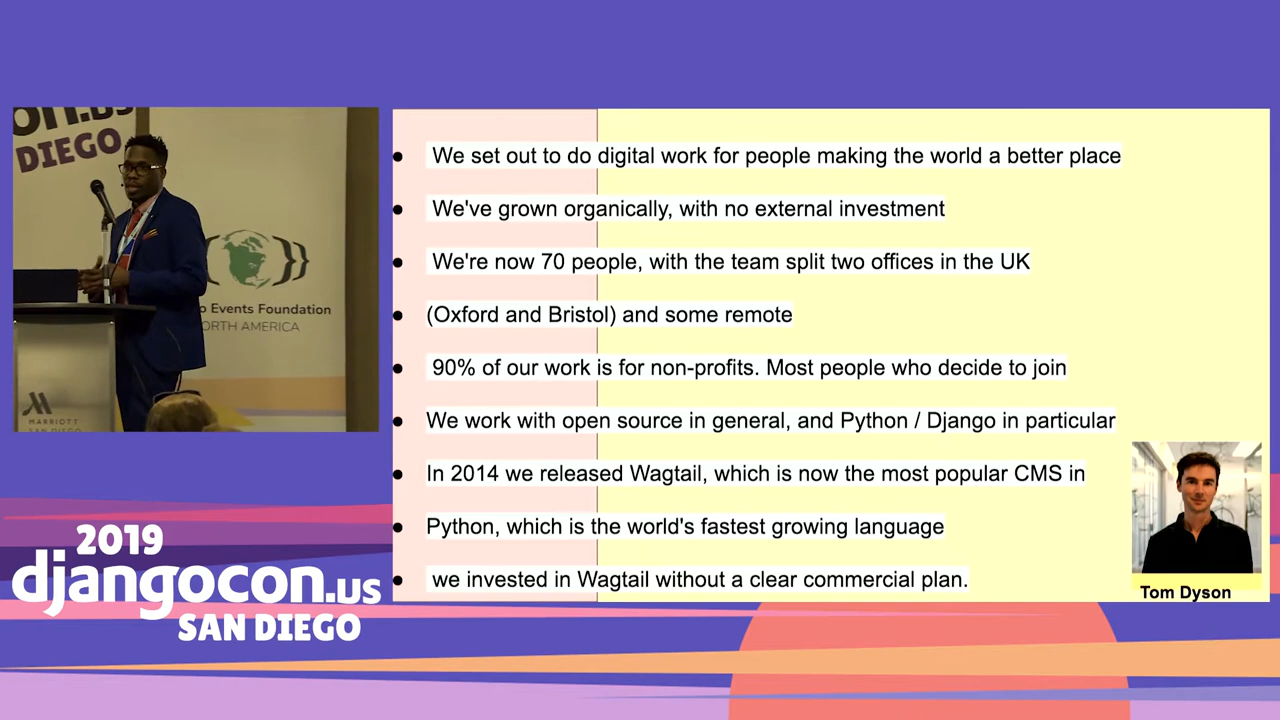 on.us
DIEGO
o Events Foundation
ORTH AMERICA
MARRIOTT
SAN DIEGO
We set out to do digital work for people making the world a better place
We've grown organically, with no external investment
We're now 70 people, with the team split two offices in the UK
(Oxford and Bristol) and some remote
90% of our work is for non-profits. Most people who decide to join
We work with open source in general, and Python / Django in particular
In 2014 we released Wagtail, which is now the most popular CMS in
Python, which is the world's fastest growing language
we invested in Wagtail without a clear commercial plan.
Tom Dyson
2019
djangocon.us
SAN DIEGO